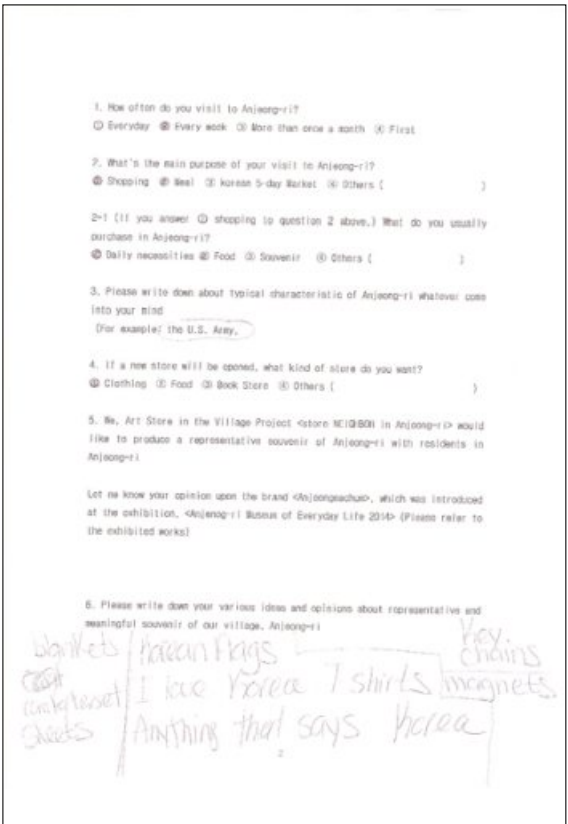 1. How often do you visit to Anjeong-ri?
① Everyday ② Every week ③ More than once a month ④ First
2. What's the main purpose of your visit to Anjeong-ri?
① Shopping ② Meal ③ korean 5-day Market ④ Others ( )
2-1 (If you answer ① shopping to question 2 above,) What do you usually
purchase in Anjeong-ri?
① Daily necessities ② Food ③ Souvenir ④ Others ( )
3. Please write down about typical characteristic of Anjeong-ri whatever come
into your mind
(For example: the U.S. Army,
4. If a new store will be opened, what kind of store do you want?
① Clothing ② Food ③ Book Store ④ Others ( )
5. We, Art Store in the Village Project <store in Anjeong-ri> would
like to produce a representative souvenir of Anjeong-ri with residents in
Anjeong-ri
Let me know your opinion upon the brand which was introduced
at the exhibition, <Anjenog-ri Museum of Everyday Life 2014> (Please refer to
the exhibited works)
6. Please write down your various ideas and opinions about representative and
meaningful souvenir of our village, Anjeong-ri
blankets Korean flags Key
chains
I love Korea T shirts magnets
sheets Anything that says Korea
2